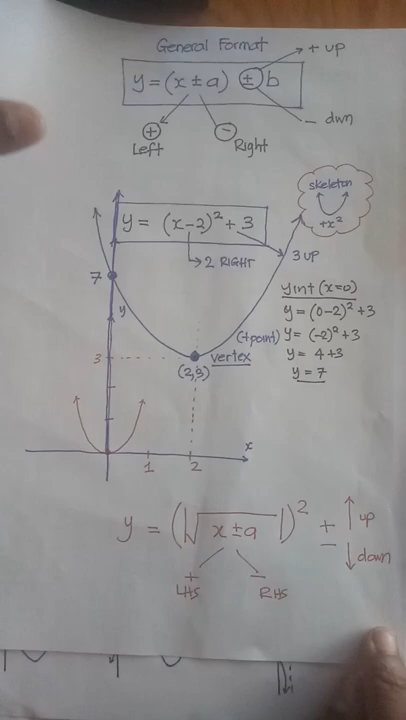 General Format
+ up
y = (x ± a) ± b
- dwn
+
Left
-
Right
skeleton
+x²
y = (x-2)² + 3
→ 2 RIGHT
3 UP
7
y
yint (x=0)
y = (0-2)² + 3
(+point)
y = (-2)² + 3
y = 4+3
y = 7
3
vertex
(2,3)
x
1
2
y = ( x ± a )² ±
up
down
+
LHS
-
RHS